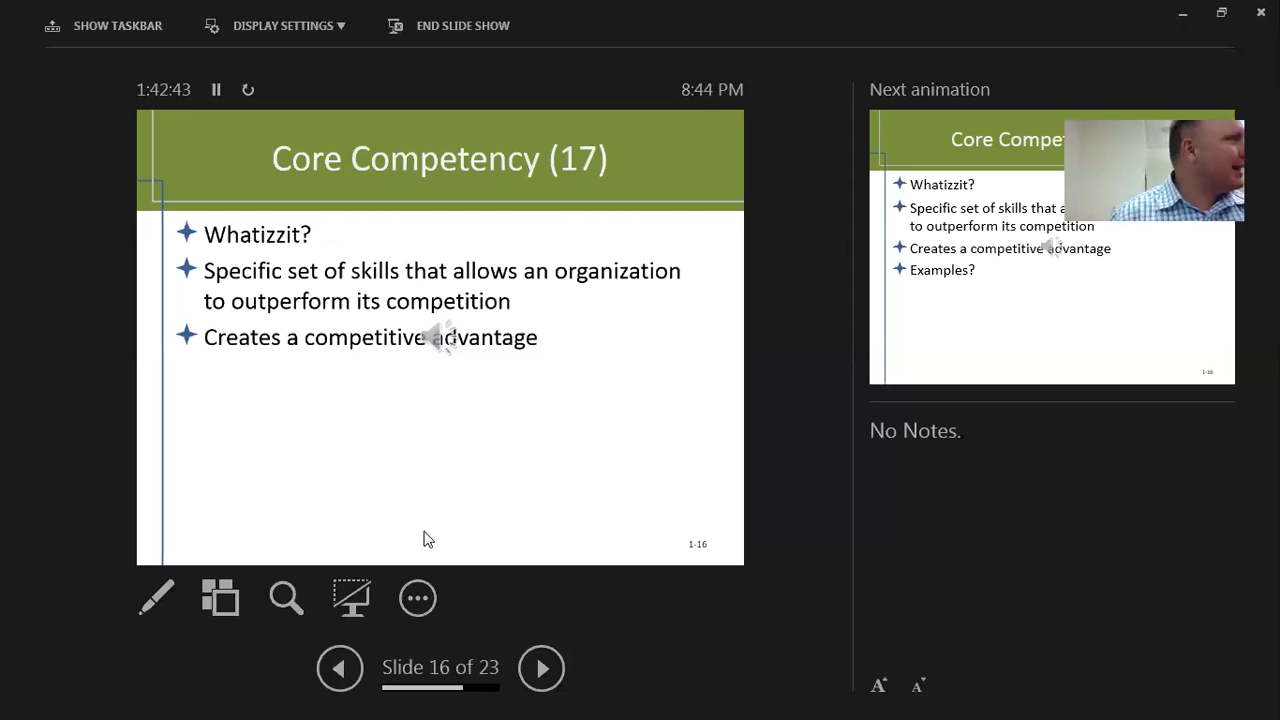 SHOW TASKBAR
DISPLAY SETTINGS ▼
END SLIDE SHOW
1:42:43
8:44 PM
Core Competency (17)
Whatizzit?
Specific set of skills that allows an organization
to outperform its competition
Creates a competitive advantage
1-16
Slide 16 of 23
Next animation
Core Compe
Whatizzit?
Specific set of skills that a
to outperform its competition
Creates a competitive advantage
Examples?
1-16
No Notes.
A A